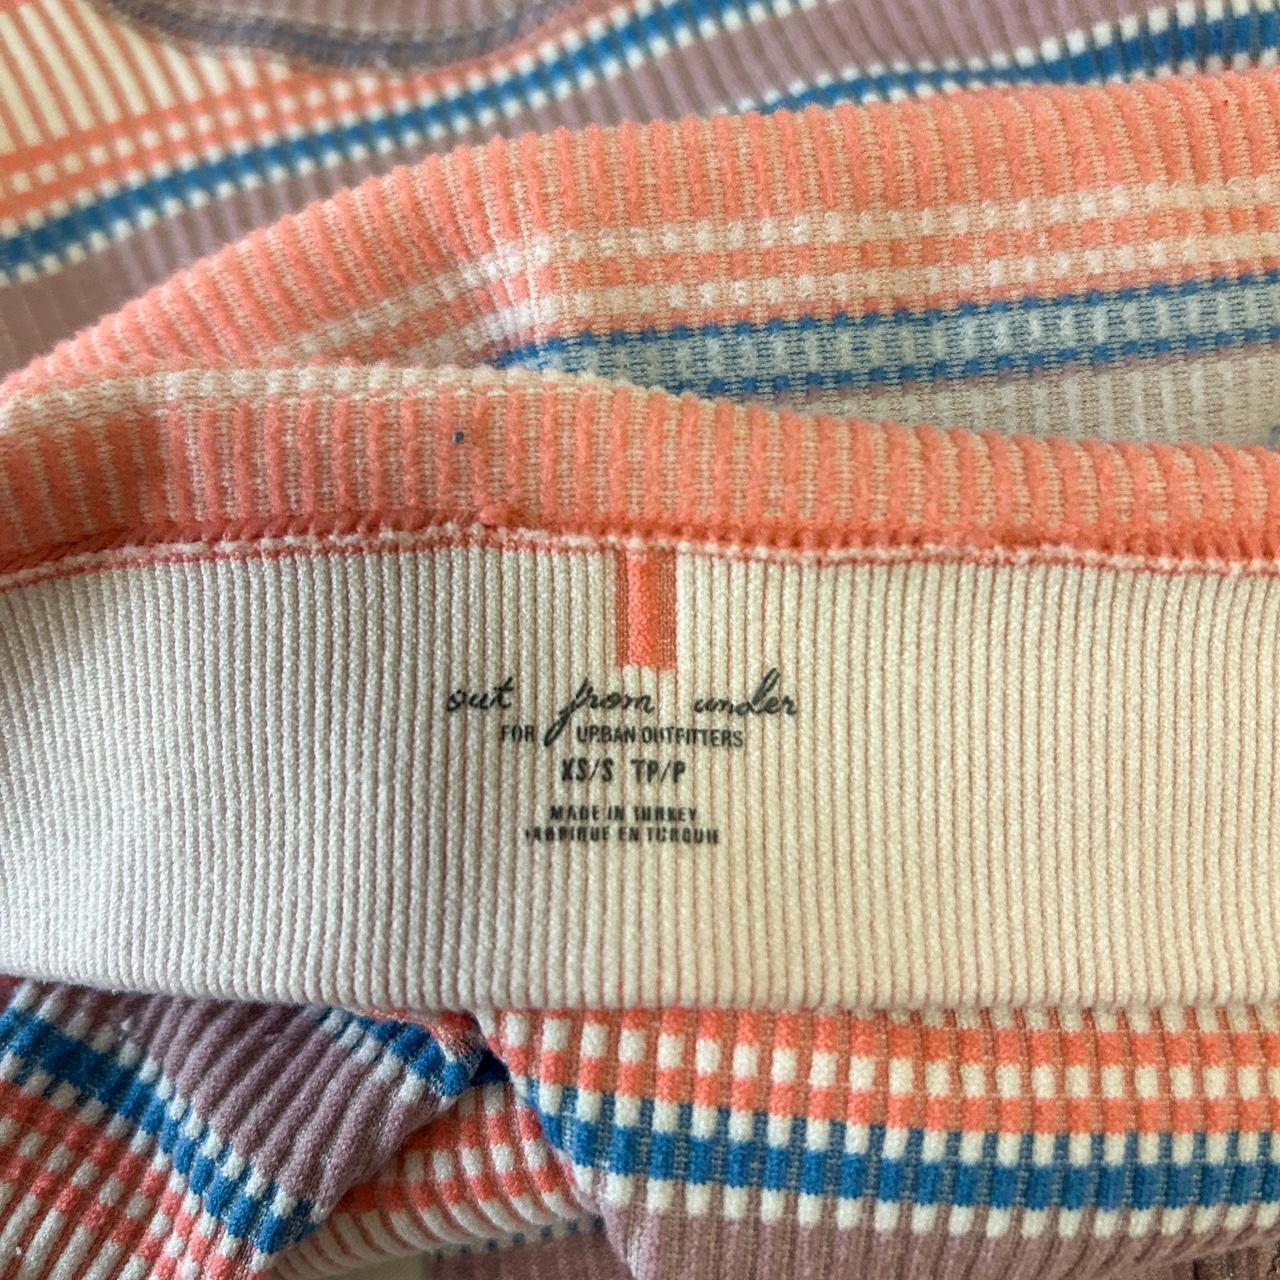 out from under
FOR URBAN OUTFITTERS
XS/S TP/P
MADE IN TURKEY
FABRIQUE EN TURQUIE